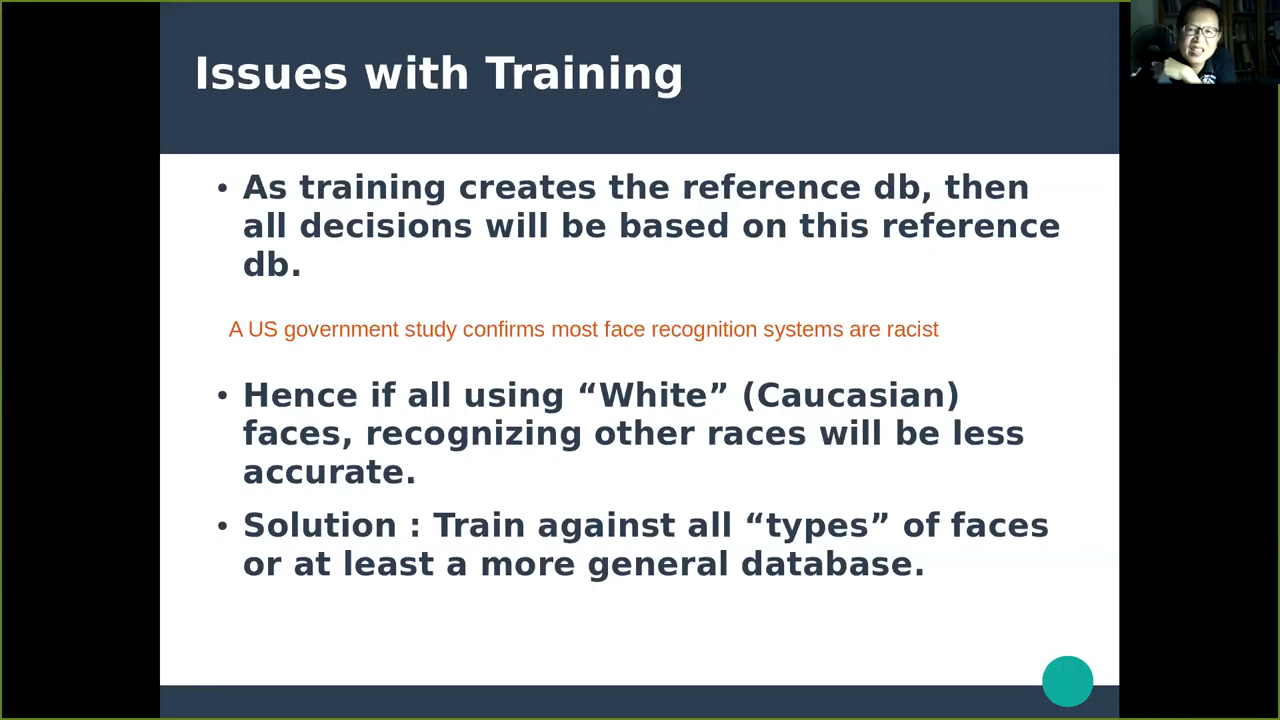 Issues with Training
• As training creates the reference db, then
all decisions will be based on this reference
db.
A US government study confirms most face recognition systems are racist
• Hence if all using “White” (Caucasian)
faces, recognizing other races will be less
accurate.
• Solution : Train against all “types” of faces
or at least a more general database.